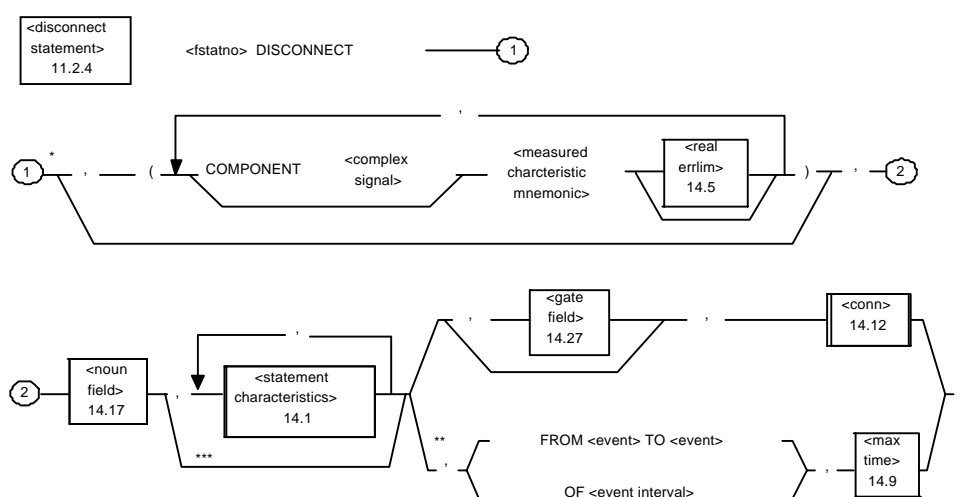 <disconnect
statement>
11.2.4
<fstatno> DISCONNECT
1
,
1
*
,
(
COMPONENT
<complex
signal>
<measured
charcteristic
mnemonic>
<real
errlim>
14.5
)
,
2
<gate
field>
14.27
,
,
<conn>
14.12
2
<noun
field>
14.17
,
,
<statement
characteristics>
14.1
***
**
,
FROM <event> TO <event>
OF <event interval>
,
<max
time>
14.9